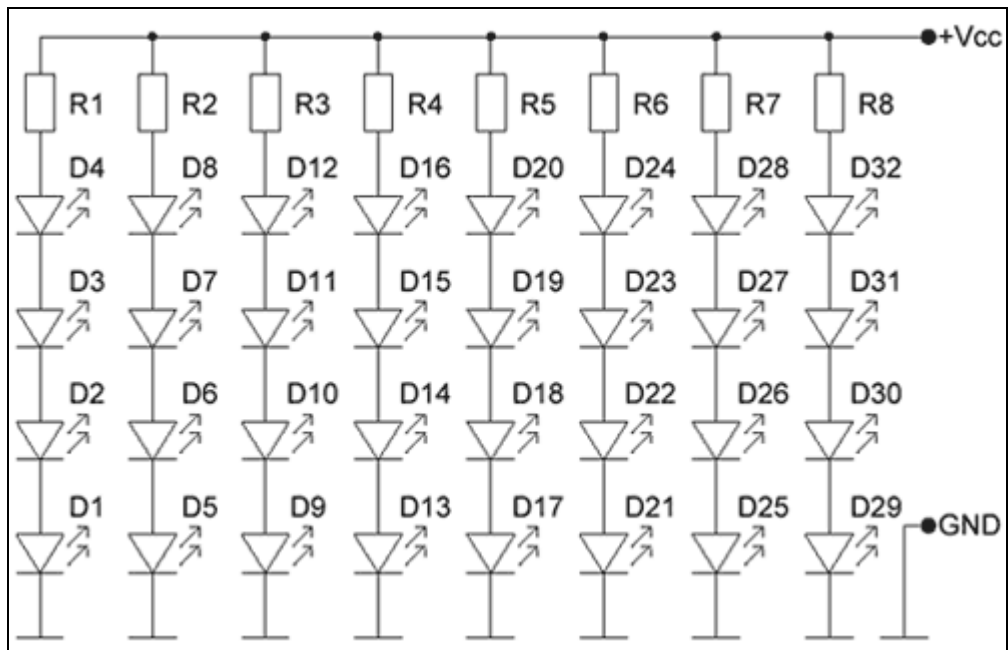 +Vcc
R1 R2 R3 R4 R5 R6 R7 R8
D4 D8 D12 D16 D20 D24 D28 D32
D3 D7 D11 D15 D19 D23 D27 D31
D2 D6 D10 D14 D18 D22 D26 D30
D1 D5 D9 D13 D17 D21 D25 D29
GND